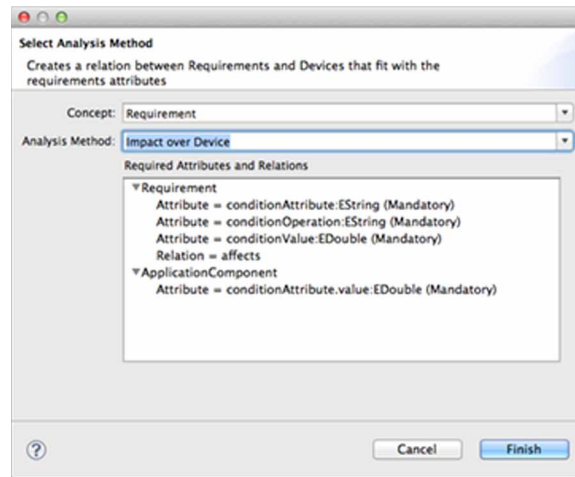 Select Analysis Method
Creates a relation between Requirements and Devices that fit with the
requirements attributes
Concept: Requirement
Analysis Method: Impact over Device
Required Attributes and Relations
Requirement
Attribute = conditionAttribute:EString (Mandatory)
Attribute = conditionOperation:EString (Mandatory)
Attribute = conditionValue:EDouble (Mandatory)
Relation = affects
ApplicationComponent
Attribute = conditionAttribute.value:EDouble (Mandatory)
? Cancel Finish